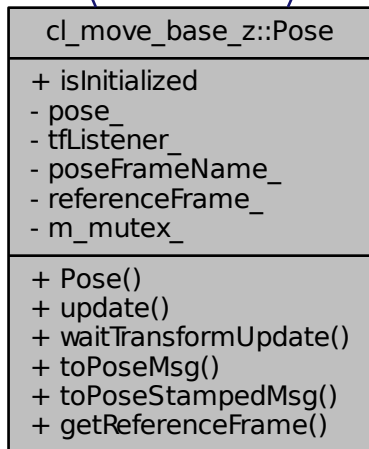 cl_move_base_z::Pose
+ isInitialized
- pose_
- tfListener_
- poseFrameName_
- referenceFrame_
- m_mutex_
+ Pose()
+ update()
+ waitTransformUpdate()
+ toPoseMsg()
+ toPoseStampedMsg()
+ getReferenceFrame()